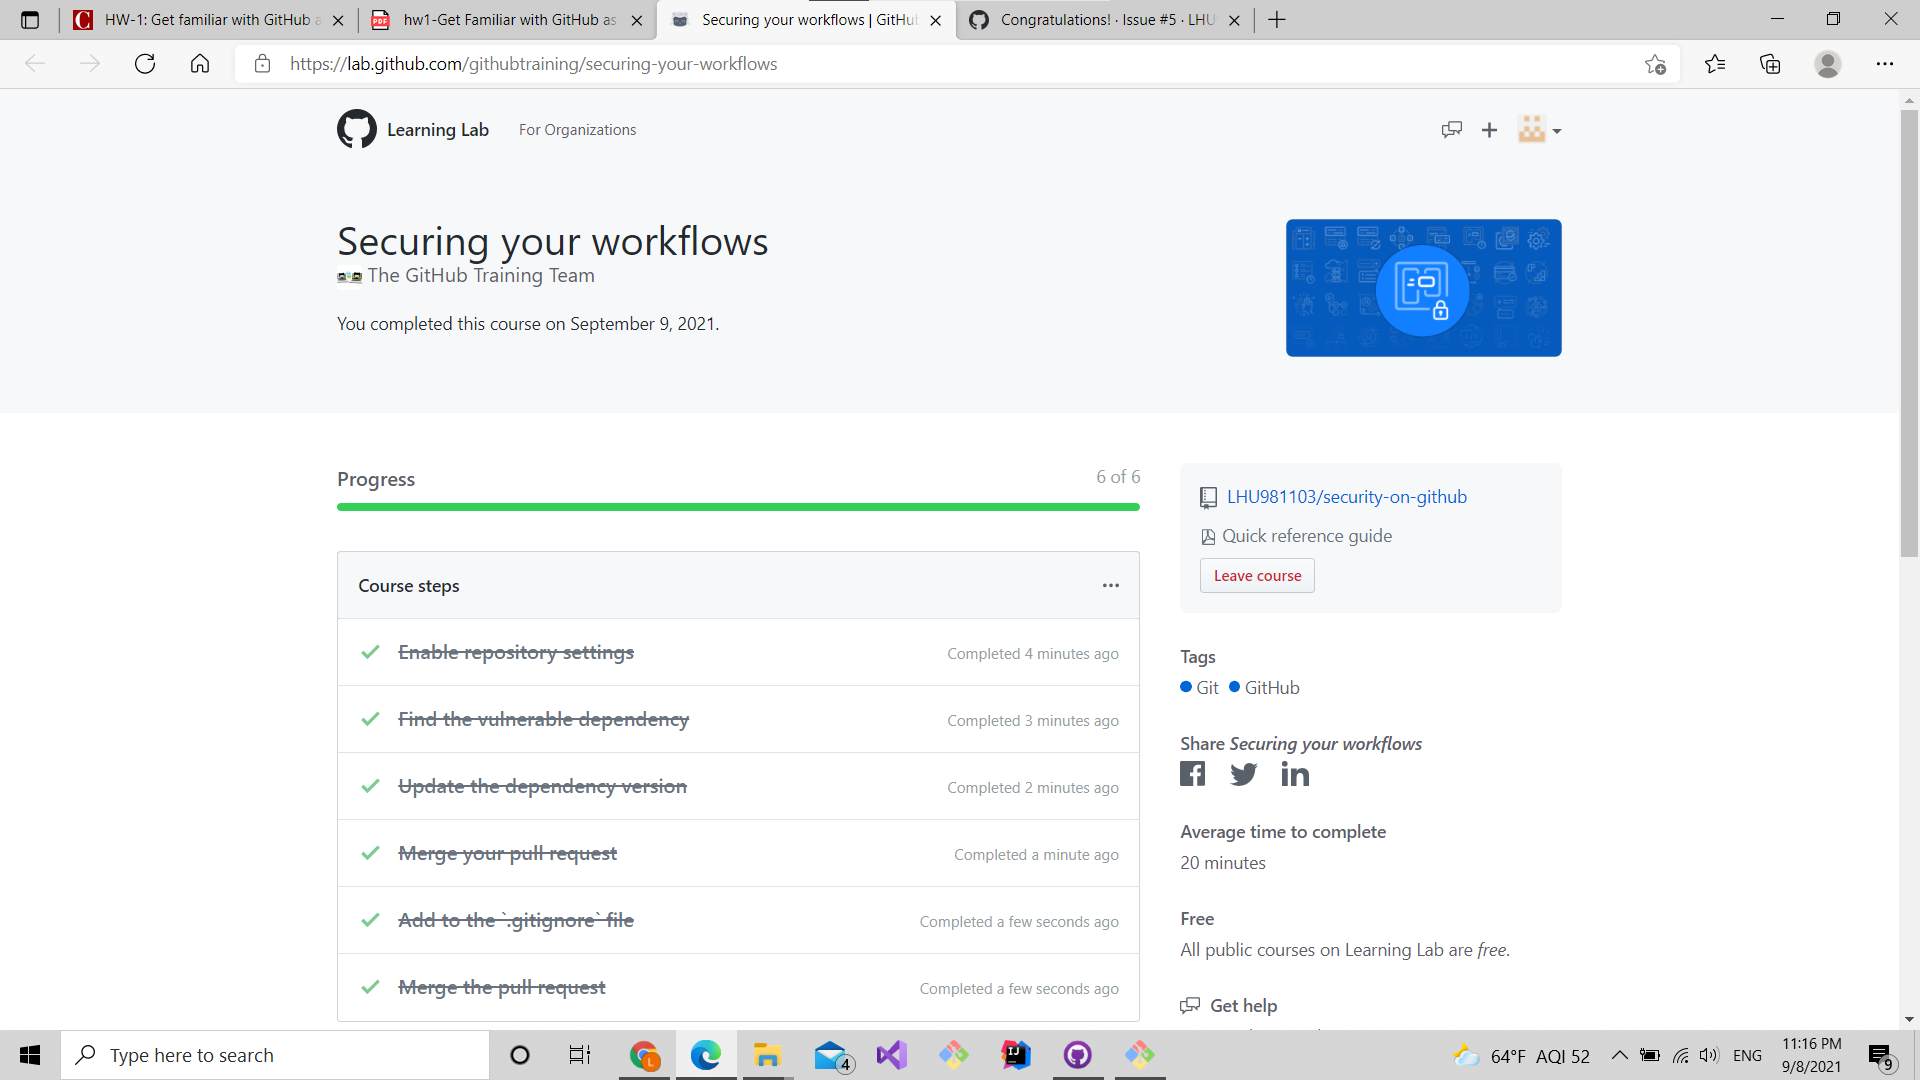 HW-1: Get familiar with GitHub a
hw1-Get Familiar with GitHub as
Securing your workflows | GitHu
Congratulations! · Issue #5 · LHU
https://lab.github.com/githubtraining/securing-your-workflows
Learning Lab
For Organizations
Securing your workflows
The GitHub Training Team
You completed this course on September 9, 2021.
Progress
6 of 6
Course steps
Enable repository settings
Completed 4 minutes ago
Find the vulnerable dependency
Completed 3 minutes ago
Update the dependency version
Completed 2 minutes ago
Merge your pull request
Completed a minute ago
Add to the `.gitignore` file
Completed a few seconds ago
Merge the pull request
Completed a few seconds ago
LHU981103/security-on-github
Quick reference guide
Leave course
Tags
Git GitHub
Share Securing your workflows
Average time to complete
20 minutes
Free
All public courses on Learning Lab are free.
Get help
Type here to search
L
4
IJ
64°F AQI 52
ENG
11:16 PM
9/8/2021
9